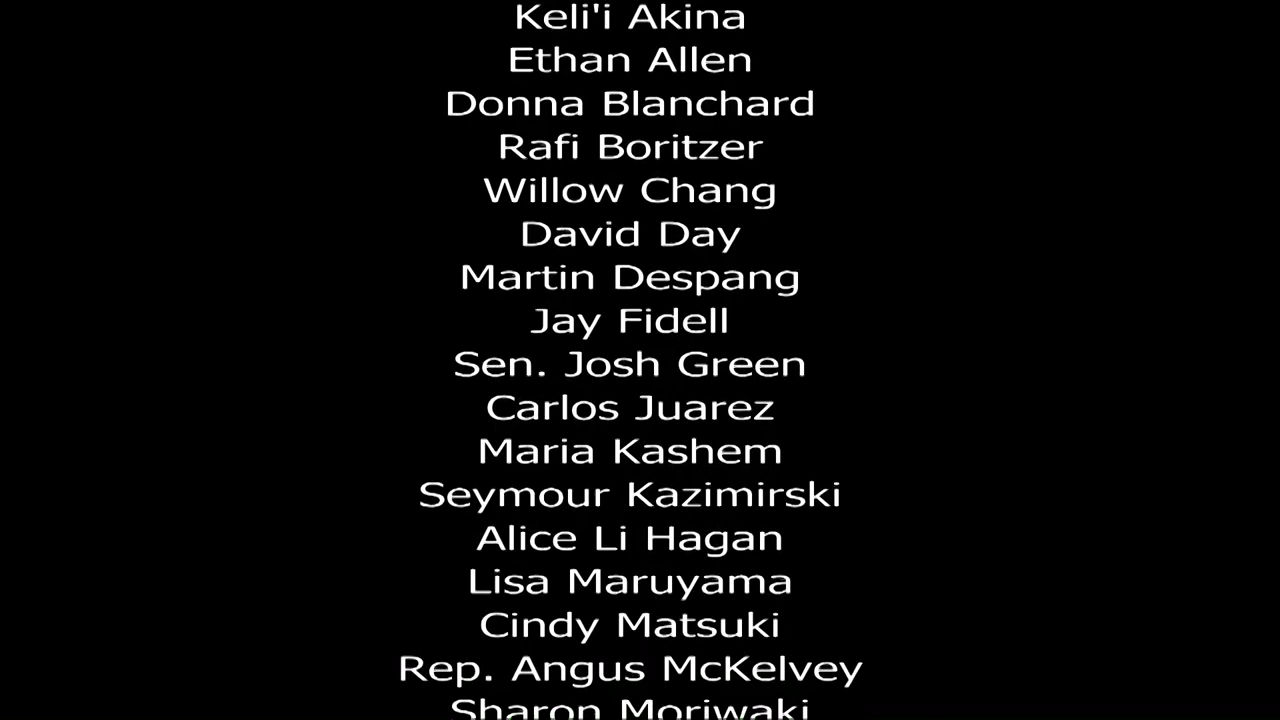 Keli'i Akina
Ethan Allen
Donna Blanchard
Rafi Boritzer
Willow Chang
David Day
Martin Despang
Jay Fidell
Sen. Josh Green
Carlos Juarez
Maria Kashem
Seymour Kazimirski
Alice Li Hagan
Lisa Maruyama
Cindy Matsuki
Rep. Angus McKelvey
Sharon Moriwaki